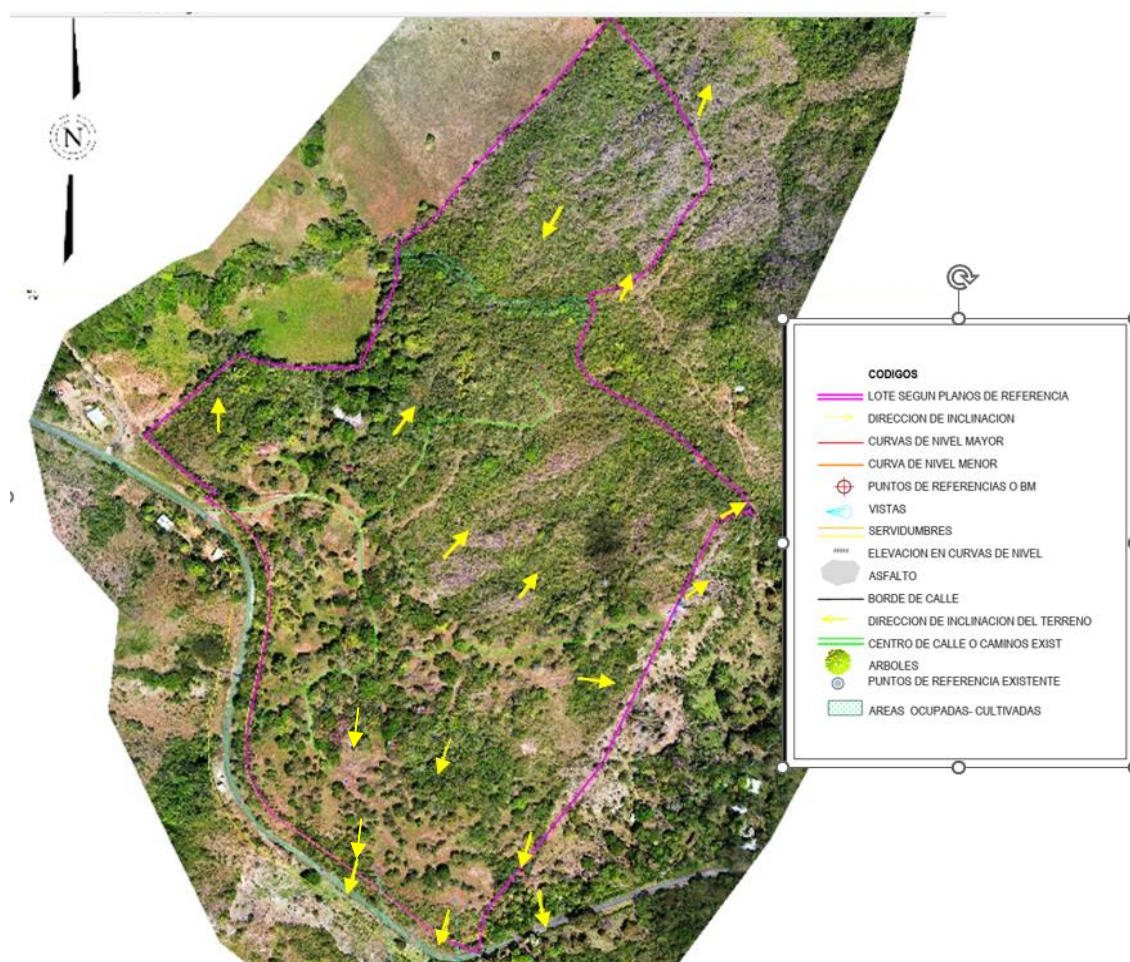 N
CODIGOS
LOTE SEGUN PLANOS DE REFERENCIA
DIRECCION DE INCLINACION
CURVAS DE NIVEL MAYOR
CURVA DE NIVEL MENOR
PUNTOS DE REFERENCIAS O BM
VISTAS
SERVIDUMBRES
ELEVACION EN CURVAS DE NIVEL
ASFALTO
BORDE DE CALLE
DIRECCION DE INCLINACION DEL TERRENO
CENTRO DE CALLE O CAMINOS EXIST
ARBOLES
PUNTOS DE REFERENCIA EXISTENTE
AREAS OCUPADAS- CULTIVADAS